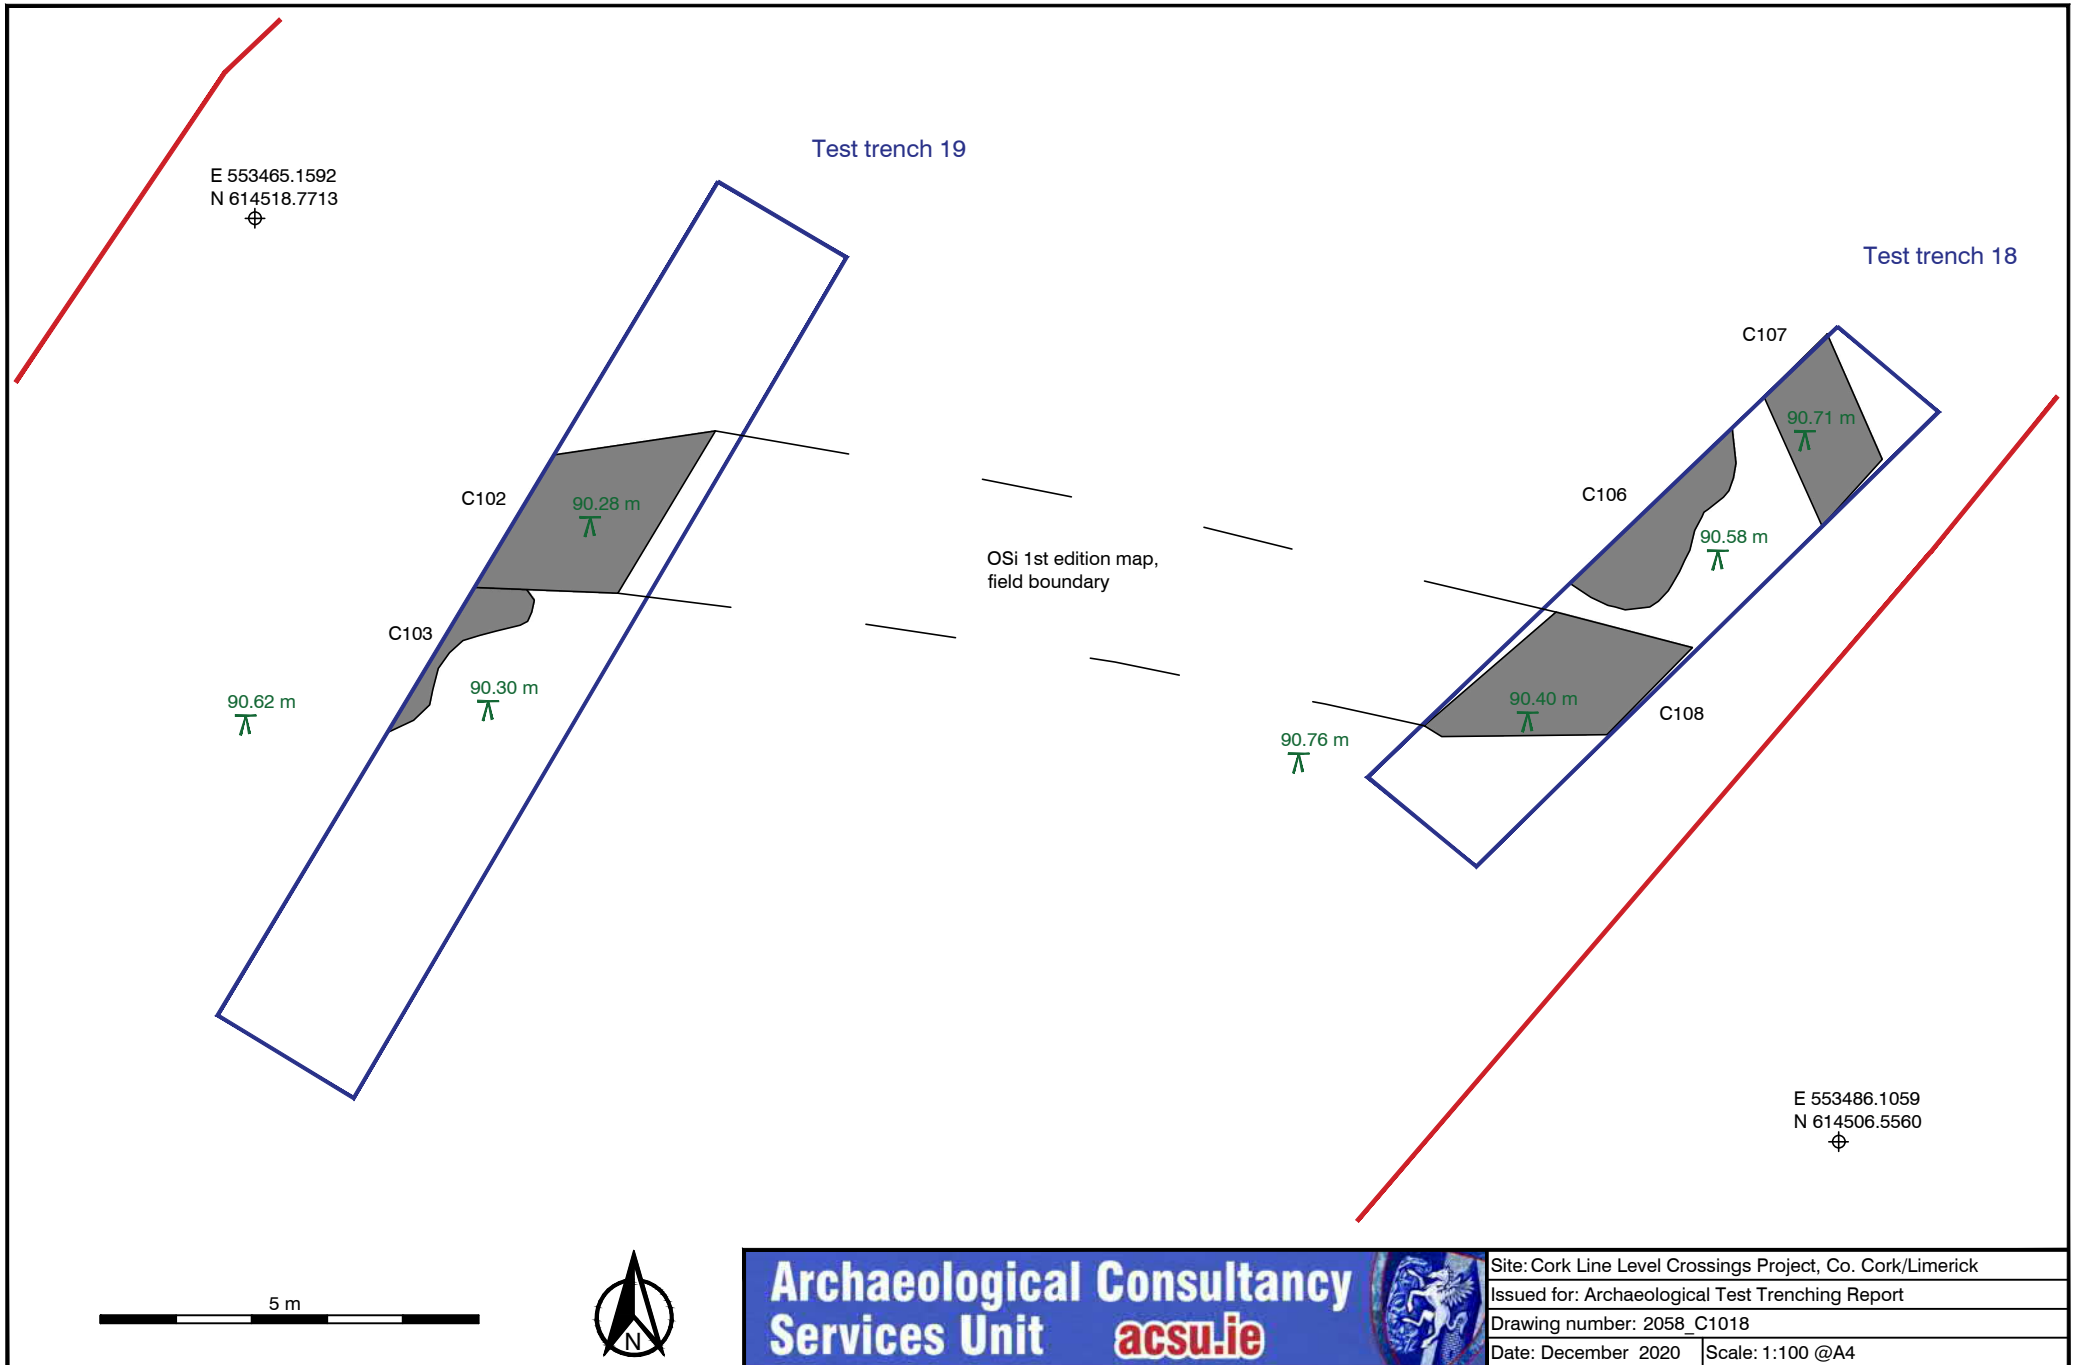 Test trench 19
E 553465.1592
N 614518.7713
Test trench 18
C107
90.71 m
C102
90.28 m
C106
90.58 m
OSi 1st edition map,
field boundary
C103
90.62 m
90.30 m
90.40 m
C108
90.76 m
E 553486.1059
N 614506.5560
5 m
N
Archaeological Consultancy
Services Unit acsu.ie
Site: Cork Line Level Crossings Project, Co. Cork/Limerick
Issued for: Archaeological Test Trenching Report
Drawing number: 2058_C1018
Date: December 2020 Scale: 1:100 @A4